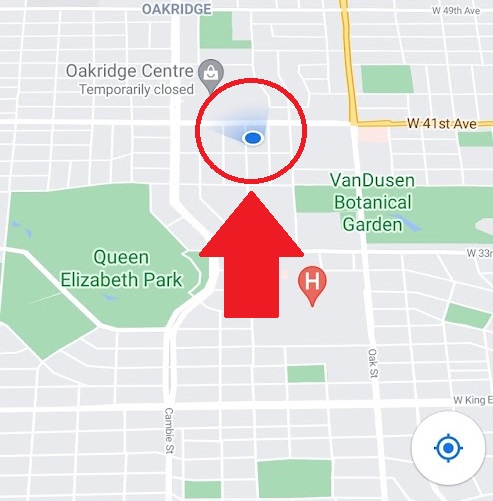 OAKRIDGE
W 49th Ave
Oakridge Centre
Temporarily closed
W 41st Ave
VanDusen
Botanical
Garden
Queen
Elizabeth Park
W 33r
H
Oak St
W King E
Cambie St